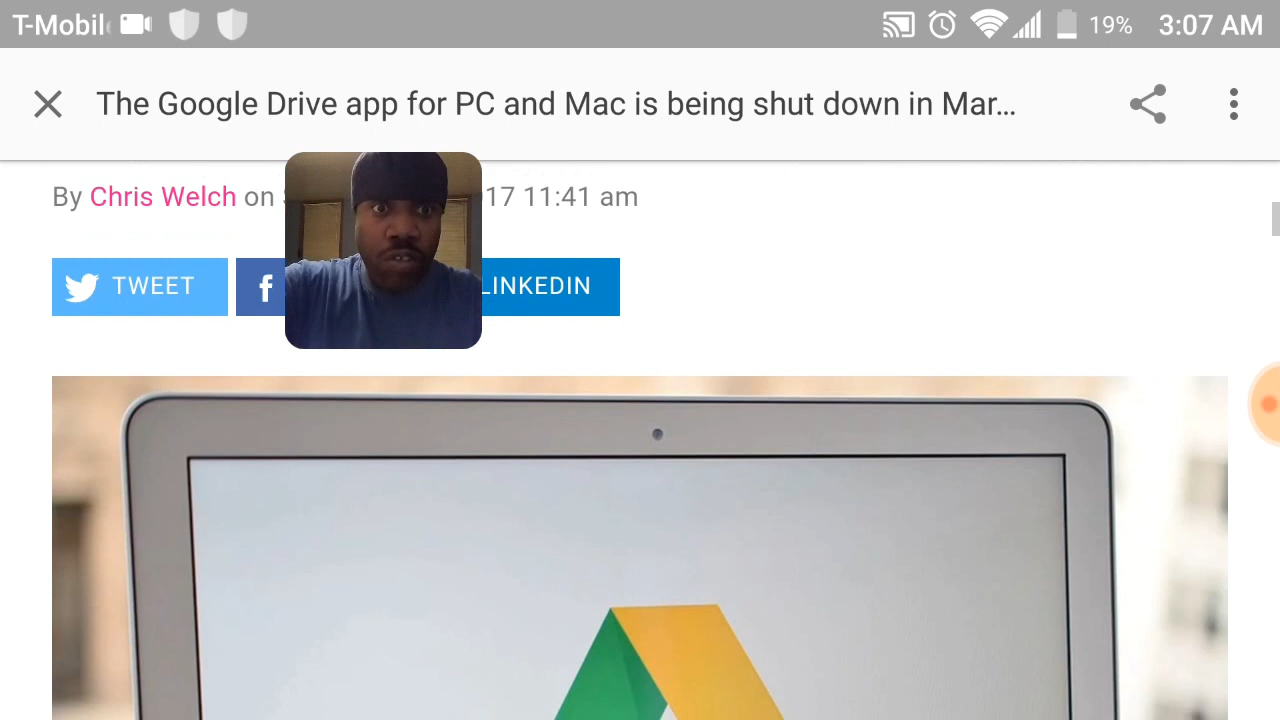 T-Mobil 19% 3:07 AM
The Google Drive app for PC and Mac is being shut down in Mar...
By Chris Welch on 17 11:41 am
TWEET f LINKEDIN